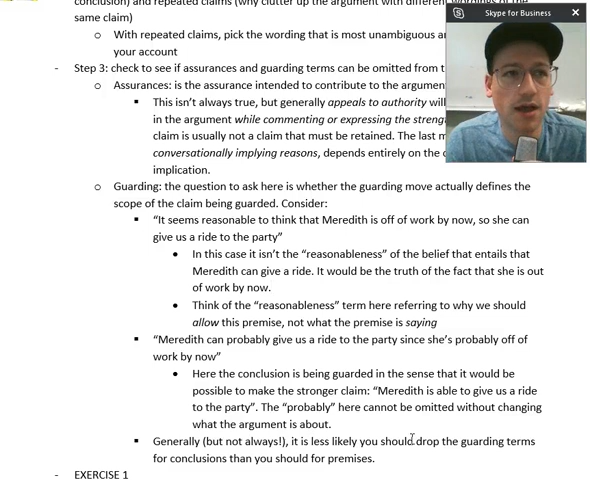 conclusion) and repeated claims (why clutter up the argument with different wordings of the
same claim)
o With repeated claims, pick the wording that is most unambiguous a
your account
- Step 3: check to see if assurances and guarding terms can be omitted from t
o Assurances: is the assurance intended to contribute to the argumen
▪ This isn't always true, but generally appeals to authority will
in the argument while commenting or expressing the streng
claim is usually not a claim that must be retained. The last m
conversationally implying reasons, depends entirely on the c
implication.
o Guarding: the question to ask here is whether the guarding move actually defines the
scope of the claim being guarded. Consider:
▪ "It seems reasonable to think that Meredith is off of work by now, so she can
give us a ride to the party"
• In this case it isn't the "reasonableness" of the belief that entails that
Meredith can give a ride. It would be the truth of the fact that she is out
of work by now.
• Think of the "reasonableness" term here referring to why we should
allow this premise, not what the premise is saying
▪ "Meredith can probably give us a ride to the party since she's probably off of
work by now"
• Here the conclusion is being guarded in the sense that it would be
possible to make the stronger claim: "Meredith is able to give us a ride
to the party". The "probably" here cannot be omitted without changing
what the argument is about.
▪ Generally (but not always!), it is less likely you should drop the guarding terms
for conclusions than you should for premises.
- EXERCISE 1
Skype for Business